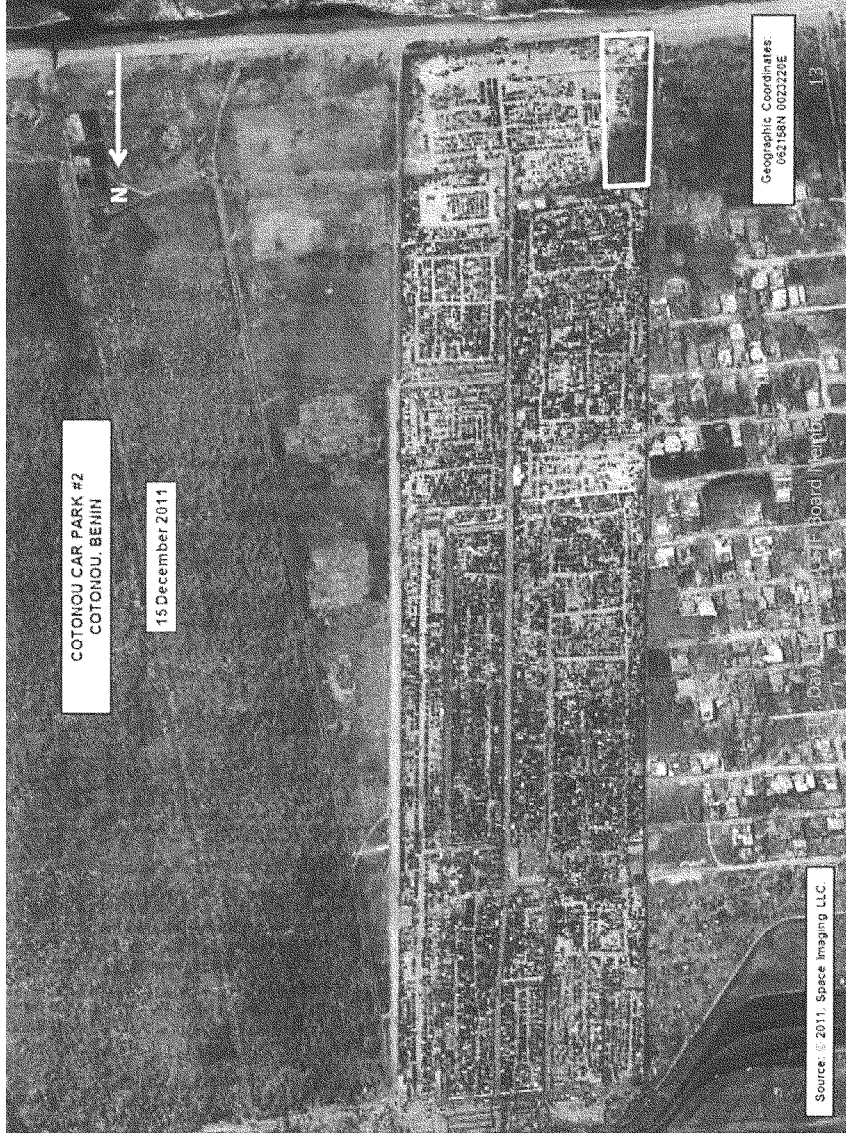 COTONOU CAR PARK #2
COTONOU, BENIN
15 December 2011
N
Geographic Coordinates:
062158N 0023220E
Source: © 2011, Space Imaging LLC.
Board
13